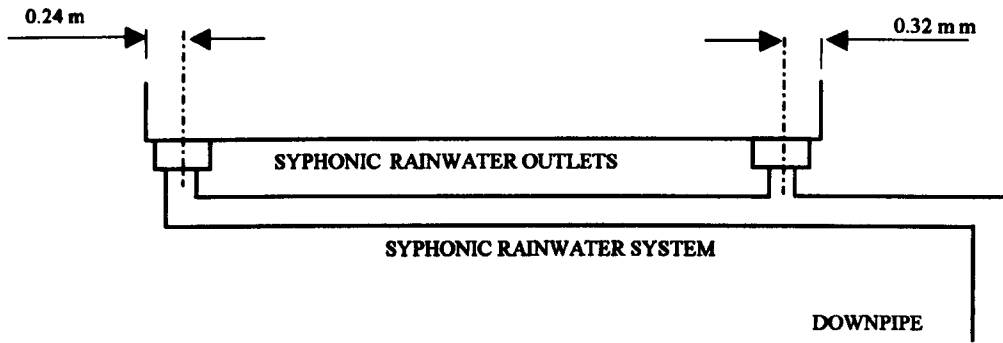 0.24 m
0.32 m m
SYPHONIC RAINWATER OUTLETS
SYPHONIC RAINWATER SYSTEM
DOWNPIPE